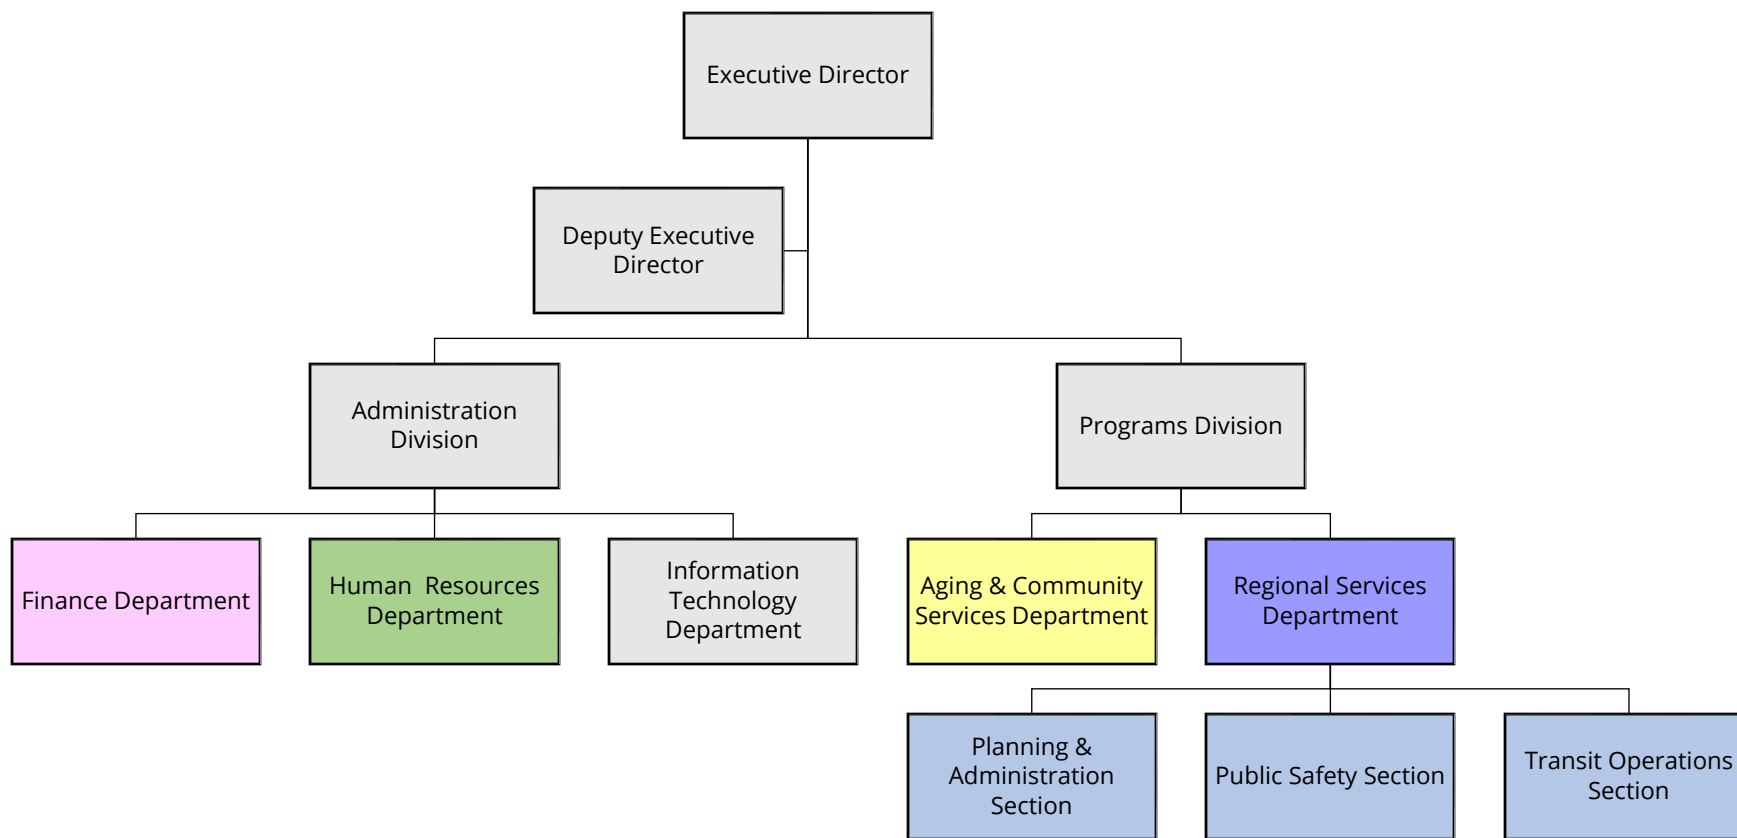 Executive Director
Deputy Executive
Director
Administration
Division
Programs Division
Finance Department
Human  Resources
Department
Information
Technology
Department
Aging & Community
Services Department
Regional Services
Department
Planning &
Administration
Section
Public Safety Section
Transit Operations
Section